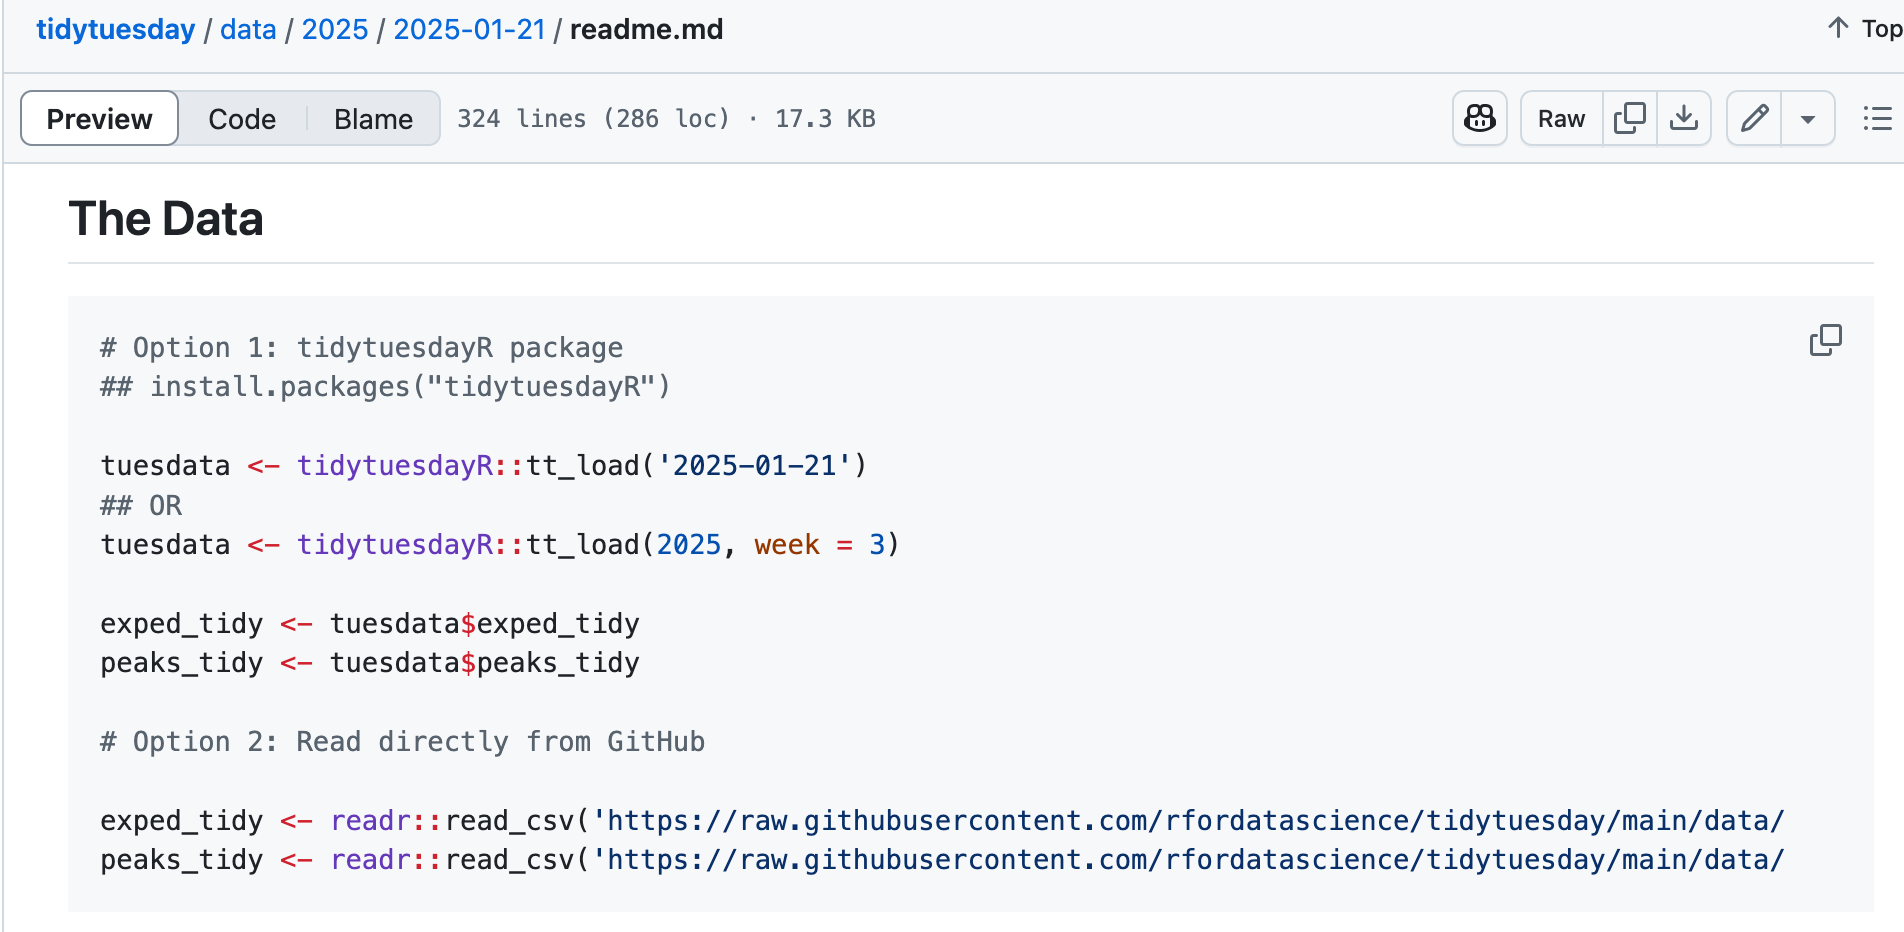 tidytuesday / data / 2025 / 2025-01-21 / readme.md
Top
Preview Code Blame 324 lines (286 loc) · 17.3 KB
Raw
The Data
# Option 1: tidytuesdayR package
## install.packages("tidytuesdayR")
tuesdata <- tidytuesdayR::tt_load('2025-01-21')
## OR
tuesdata <- tidytuesdayR::tt_load(2025, week = 3)
exped_tidy <- tuesdata$exped_tidy
peaks_tidy <- tuesdata$peaks_tidy
# Option 2: Read directly from GitHub
exped_tidy <- readr::read_csv('https://raw.githubusercontent.com/rfordatascience/tidytuesday/main/data/
peaks_tidy <- readr::read_csv('https://raw.githubusercontent.com/rfordatascience/tidytuesday/main/data/